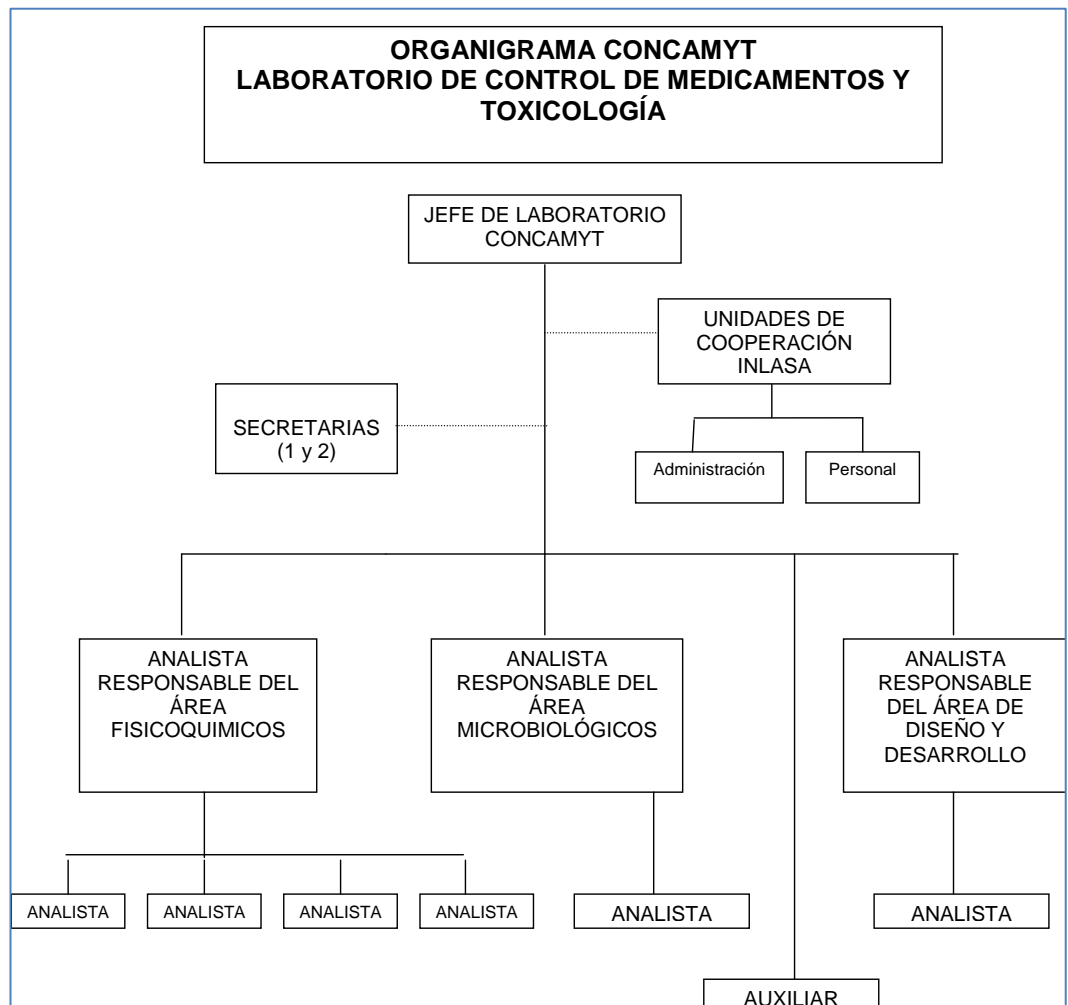 ORGANIGRAMA CONCAMYT
LABORATORIO DE CONTROL DE MEDICAMENTOS Y
TOXICOLOGÍA
JEFE DE LABORATORIO
CONCAMYT
UNIDADES DE
COOPERACIÓN
INLASA
SECRETARIAS
(1 y 2)
Administración
Personal
ANALISTA
RESPONSABLE DEL
ÁREA
FISICOQUIMICOS
ANALISTA
RESPONSABLE DEL
ÁREA
MICROBIOLÓGICOS
ANALISTA
RESPONSABLE
DEL ÁREA DE
DISEÑO Y
DESARROLLO
ANALISTA
ANALISTA
ANALISTA
ANALISTA
ANALISTA
ANALISTA
AUXILIAR